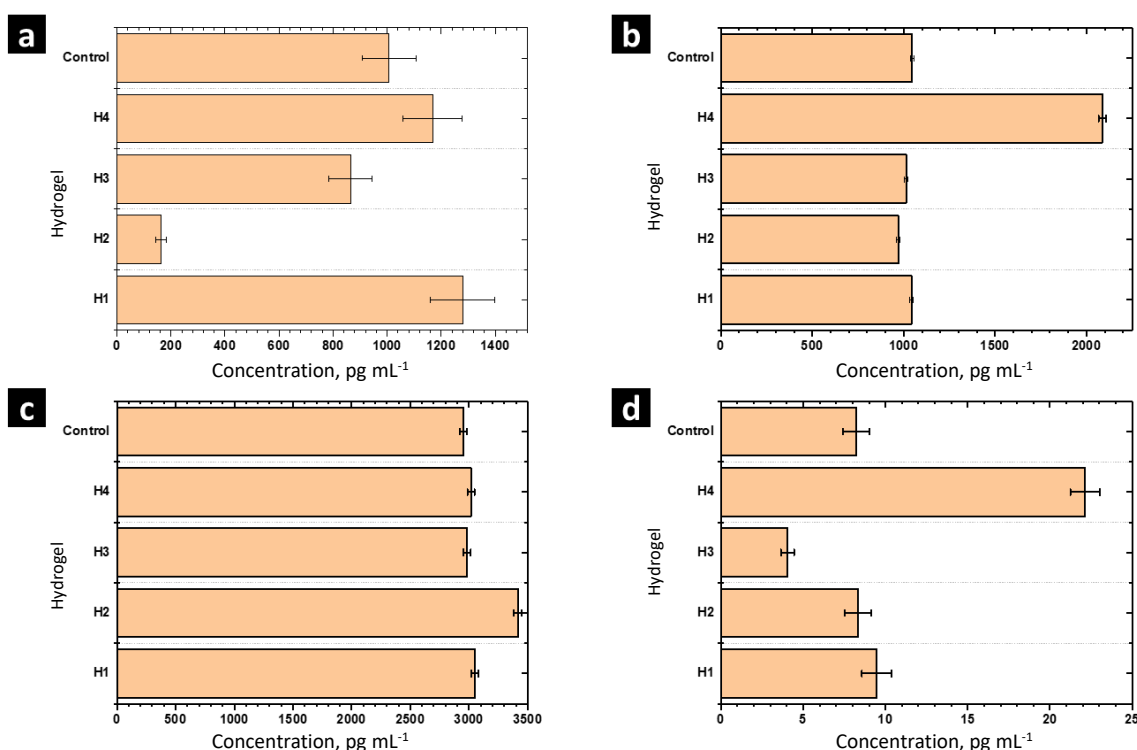 a
Control
H4
H3
H2
H1
Hydrogel
0 200 400 600 800 1000 1200 1400
Concentration, pg mL⁻¹
b
Control
H4
H3
H2
H1
Hydrogel
0 500 1000 1500 2000
Concentration, pg mL⁻¹
c
Control
H4
H3
H2
H1
Hydrogel
0 500 1000 1500 2000 2500 3000 3500
Concentration, pg mL⁻¹
d
Control
H4
H3
H2
H1
Hydrogel
0 5 10 15 20 25
Concentration, pg mL⁻¹